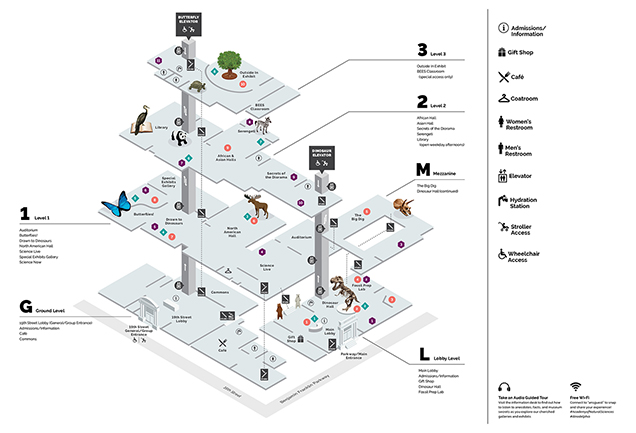 BUTTERFLY
ELEVATOR
Outside In
Exhibit
BEES
Classroom
3 Level 3
Outside In Exhibit
BEES Classroom
(special access only)
Library
Serengeti
African &
Asian Halls
Secrets of
the Diorama
2 Level 2
African Hall
Asian Hall
Secrets of the Diorama
Serengeti
Library
(open weekday afternoons)
DINOSAUR
ELEVATOR
M Mezzanine
The Big Dig
Dinosaur Hall (continued)
Special
Exhibits
Gallery
Butterflies!
Drawn to
Dinosaurs
North
American
Hall
Auditorium
The
Big Dig
Science
Live
1 Level 1
Auditorium
Butterflies!
Drawn to Dinosaurs
North American Hall
Science Live
Special Exhibits Gallery
Science Now
Commons
Fossil Prep
Lab
Dinosaur
Hall
G Ground Level
19th Street Lobby (General/Group Entrance)
Admissions/Information
Café
Commons
19th Street
General/Group
Entrance
19th Street
Lobby
Café
Gift
Shop
Main
Lobby
Parkway/Main
Entrance
19th Street
Benjamin Franklin Parkway
L Lobby Level
Main Lobby
Admissions/Information
Gift Shop
Dinosaur Hall
Fossil Prep Lab
Admissions/
Information
Gift Shop
Café
Coatroom
Women's
Restroom
Men's
Restroom
Elevator
Hydration
Station
Stroller
Access
Wheelchair
Access
Take an Audio Guided Tour
Visit the information desk to find out how
to listen to anecdotes, facts, and museum
secrets as you explore our cherished
galleries and exhibits
Free Wi-Fi
Connect to "ansguest" to snap
and share your experience!
#AcademyofNaturalSciences
#dinodelphia